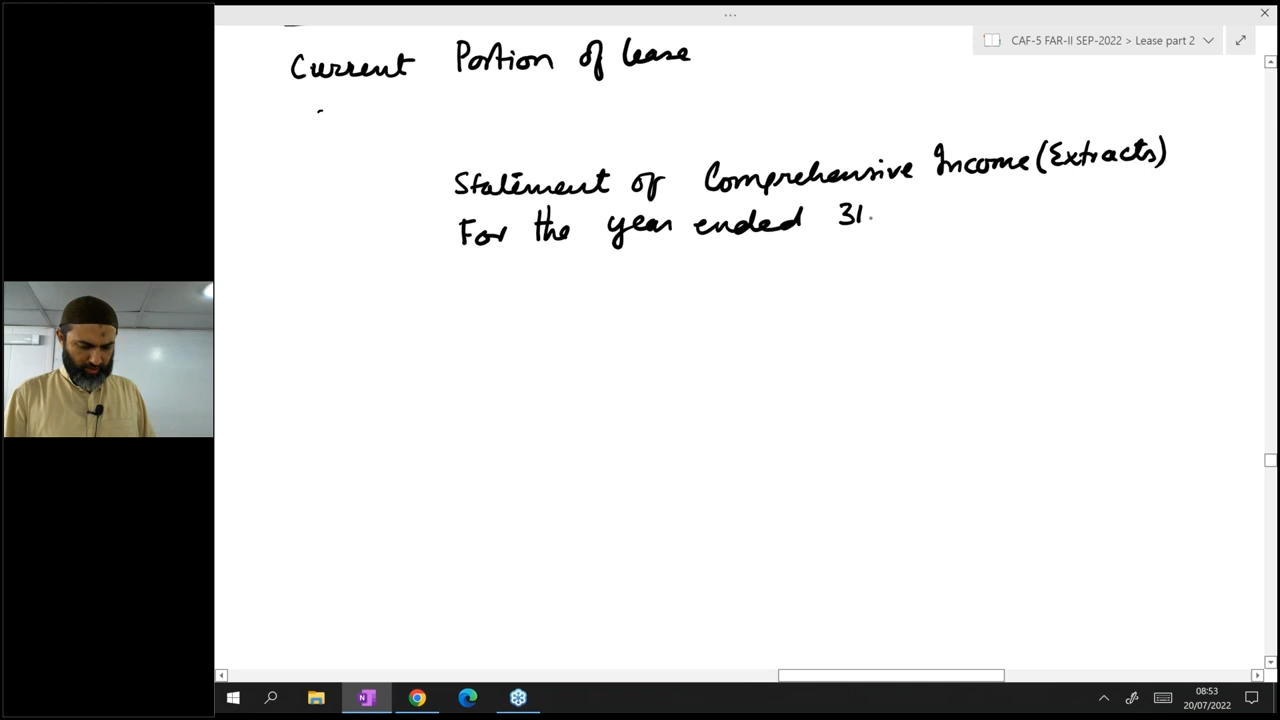 CAF-5 FAR-II SEP-2022 > Lease part 2
Current Portion of lease
Statement of Comprehensive Income (Extracts)
For the year ended 31
08:53
20/07/2022